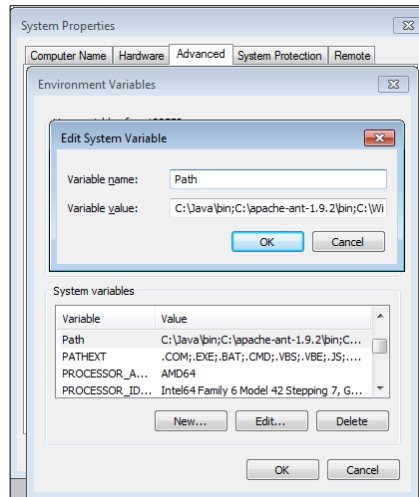 System Properties
Computer Name Hardware Advanced System Protection Remote
Environment Variables
Edit System Variable
Variable name: Path
Variable value: C:\Java\bin;C:\apache-ant-1.9.2\bin;C:\Wi
OK Cancel
System variables
Variable Value
Path C:\Java\bin;C:\apache-ant-1.9.2\bin;C...
PATHEXT .COM;.EXE;.BAT;.CMD;.VBS;.VBE;.JS;....
PROCESSOR_A... AMD64
PROCESSOR_ID... Intel64 Family 6 Model 42 Stepping 7, G...
New... Edit... Delete
OK Cancel